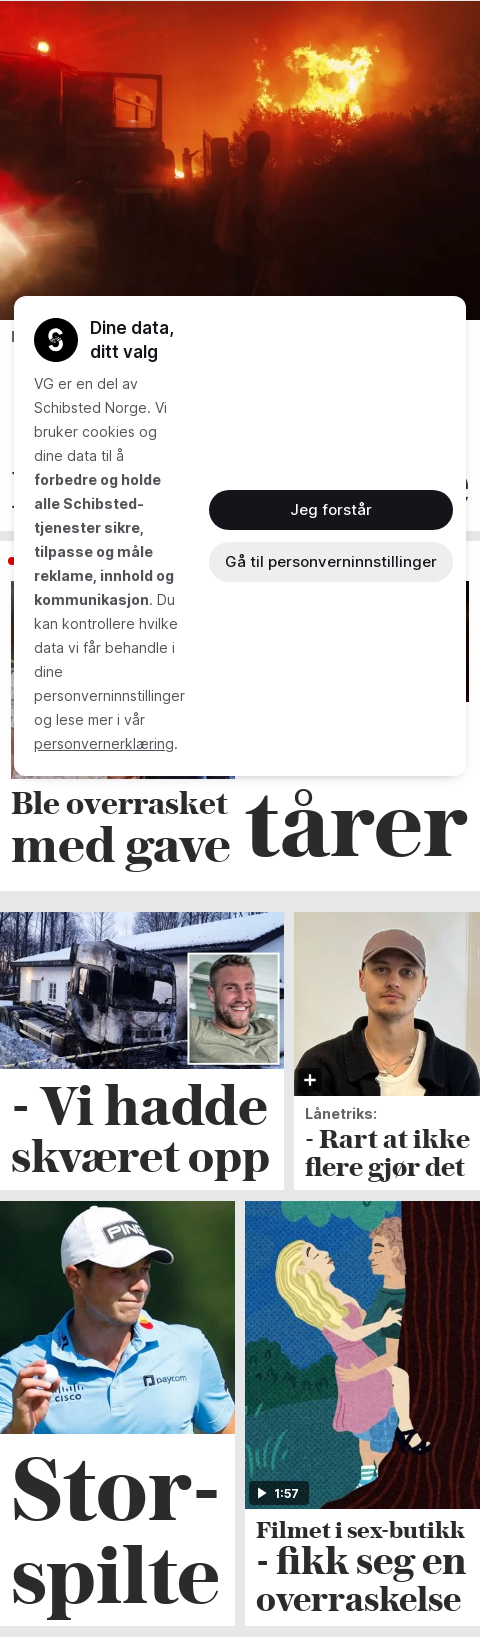 Dine data,
ditt valg
VG er en del av
Schibsted Norge. Vi
bruker cookies og
dine data til å
forbedre og holde
alle Schibsted-
tjenester sikre,
tilpasse og måle
reklame, innhold og
kommunikasjon. Du
kan kontrollere hvilke
data vi får behandle i
dine
personverninnstillinger
og lese mer i vår
personvernerklæring.
Jeg forstår
Gå til personverninnstillinger
Ble overrasket
med gave
tårer
- Vi hadde
skværet opp
Lånetriks:
- Rart at ikke
flere gjør det
PING
CISCO
paycom
Stor-
spilte
1:57
Filmet i sex-butikk
- fikk seg en
overraskelse